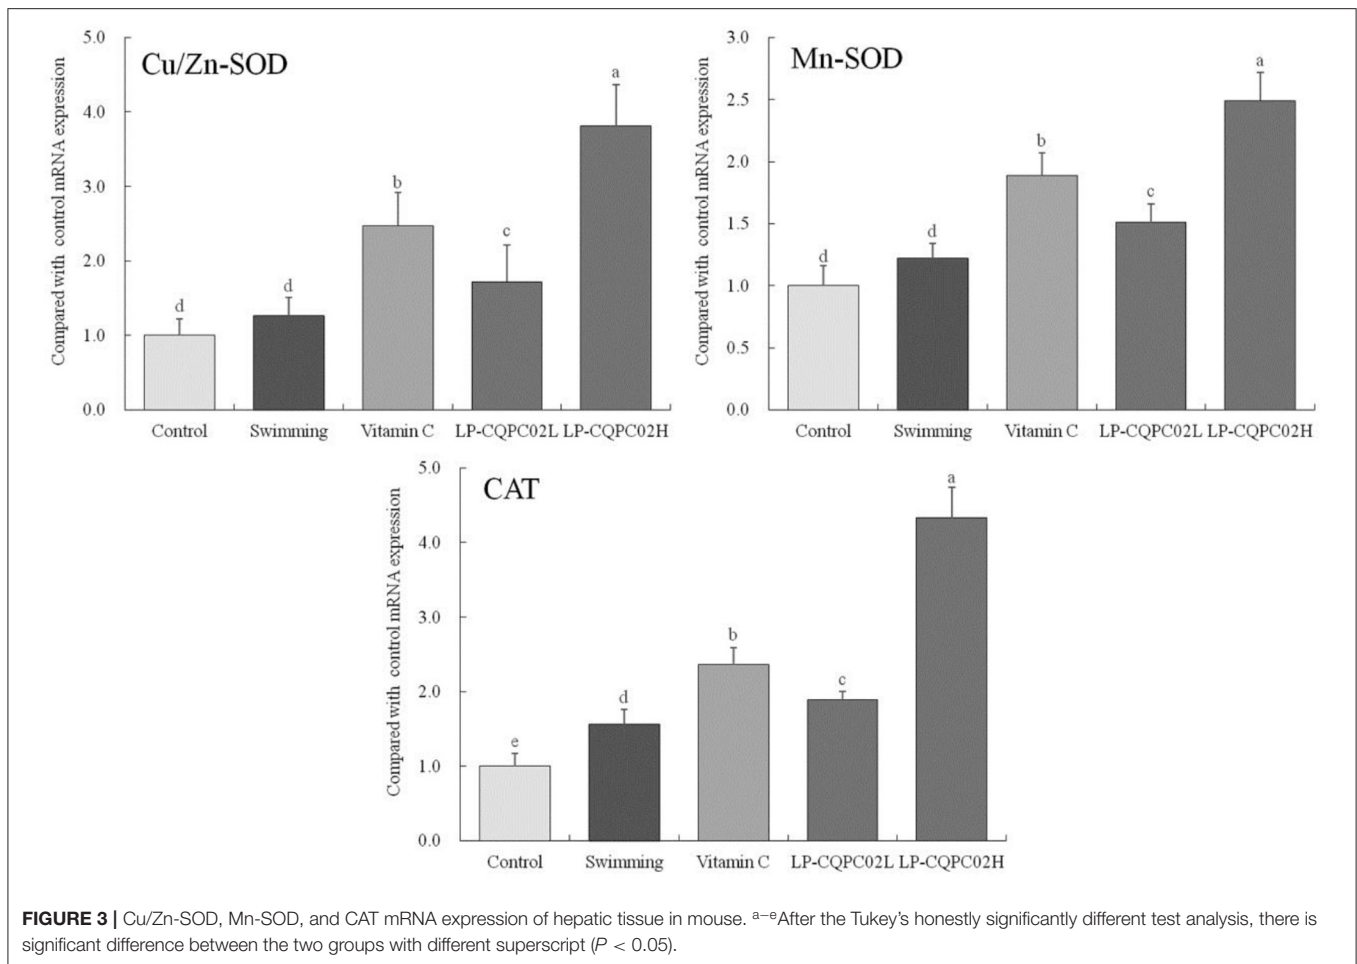 Cu/Zn-SOD
Compared with control mRNA expression
5.0
4.0
3.0
2.0
1.0
0.0
d
d
b
c
a
Control Swimming Vitamin C LP-CQPC02L LP-CQPC02H
Mn-SOD
Compared with control mRNA expression
3.0
2.5
2.0
1.5
1.0
0.5
0.0
d
d
b
c
a
Control Swimming Vitamin C LP-CQPC02L LP-CQPC02H
CAT
Compared with control mRNA expression
5.0
4.0
3.0
2.0
1.0
0.0
e
d
b
c
a
Control Swimming Vitamin C LP-CQPC02L LP-CQPC02H
FIGURE 3 | Cu/Zn-SOD, Mn-SOD, and CAT mRNA expression of hepatic tissue in mouse. a–eAfter the Tukey's honestly significantly different test analysis, there is
significant difference between the two groups with different superscript (P < 0.05).